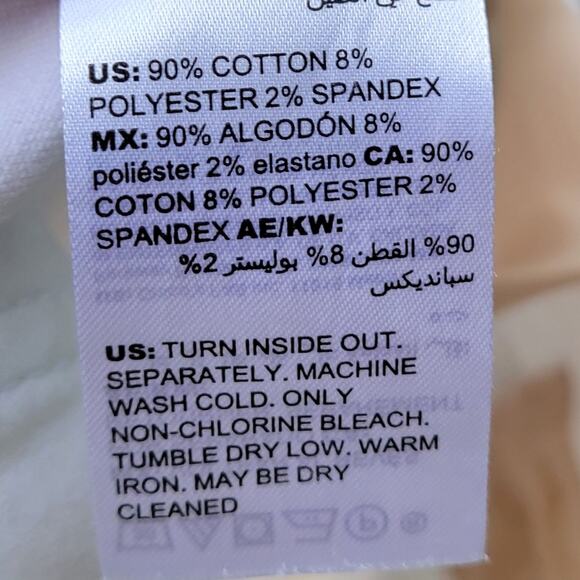 US: 90% COTTON 8%
POLYESTER 2% SPANDEX
MX: 90% ALGODÓN 8%
poliéster 2% elastano CA: 90%
COTON 8% POLYESTER 2%
SPANDEX AE/KW:
90% القطن 8% بوليستر 2%
سبانديكس
US: TURN INSIDE OUT.
SEPARATELY. MACHINE
WASH COLD. ONLY
NON-CHLORINE BLEACH.
TUMBLE DRY LOW. WARM
IRON. MAY BE DRY
CLEANED